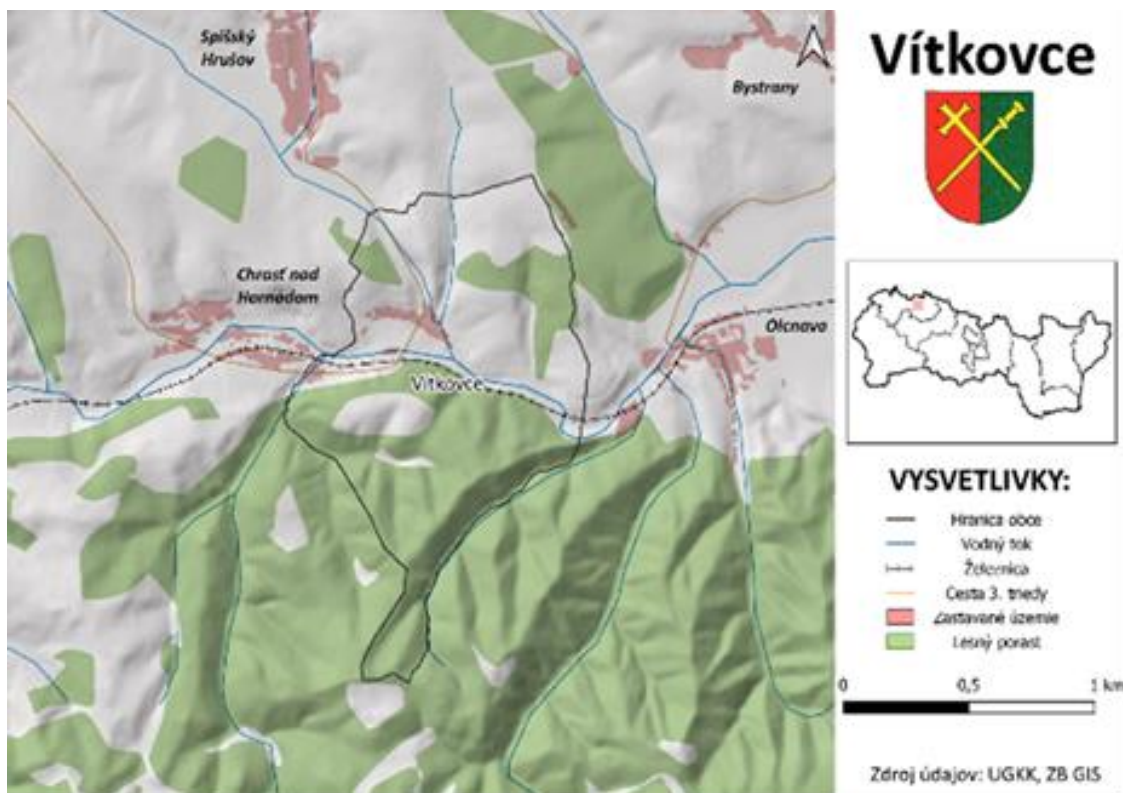 Spišský
Hrušov
Bystrany
Chrasť nad
Hornádom
Olcnava
Vítkovce
Vítkovce
VYSVETLIVKY:
Hranica obce
Vodný tok
Železnica
Cesta 3. triedy
Zastavané územie
Lesný porast
0 0,5 1 km
Zdroj údajov: UGKK, ZB GIS